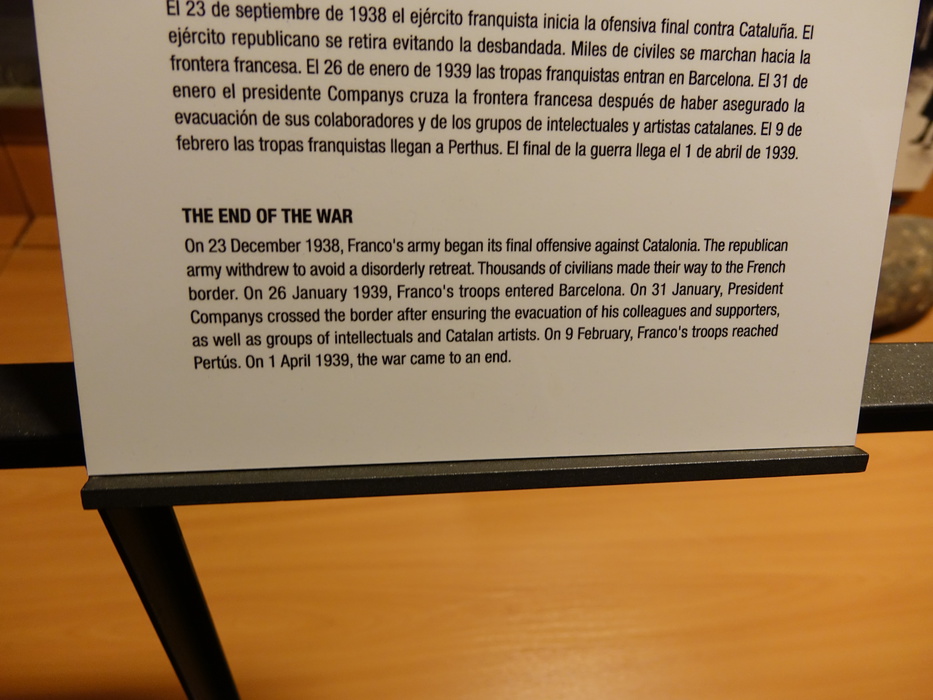 El 23 de septiembre de 1938 el ejército franquista inicia la ofensiva final contra Cataluña. El
ejército republicano se retira evitando la desbandada. Miles de civiles se marchan hacia la
frontera francesa. El 26 de enero de 1939 las tropas franquistas entran en Barcelona. El 31 de
enero el presidente Companys cruza la frontera francesa después de haber asegurado la
evacuación de sus colaboradores y de los grupos de intelectuales y artistas catalanes. El 9 de
febrero las tropas franquistas llegan a Perthus. El final de la guerra llega el 1 de abril de 1939.
THE END OF THE WAR
On 23 December 1938, Franco's army began its final offensive against Catalonia. The republican
army withdrew to avoid a disorderly retreat. Thousands of civilians made their way to the French
border. On 26 January 1939, Franco's troops entered Barcelona. On 31 January, President
Companys crossed the border after ensuring the evacuation of his colleagues and supporters,
as well as groups of intellectuals and Catalan artists. On 9 February, Franco's troops reached
Pertús. On 1 April 1939, the war came to an end.